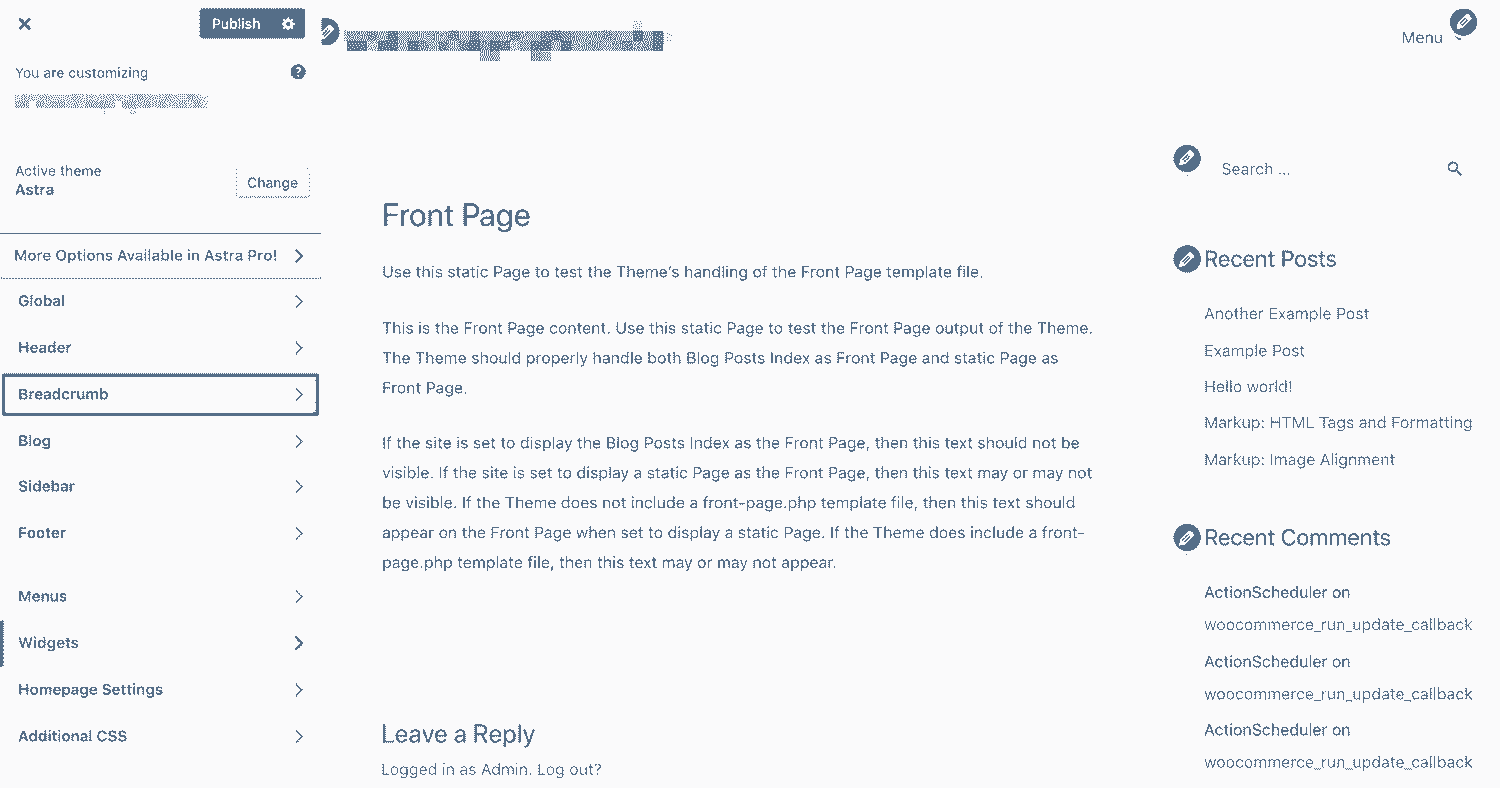 Publish
You are customizing
Active theme
Astra
Change
More Options Available in Astra Pro!
Global
Header
Breadcrumb
Blog
Sidebar
Footer
Menus
Widgets
Homepage Settings
Additional CSS
Menu
Front Page
Use this static Page to test the Theme's handling of the Front Page template file.
This is the Front Page content. Use this static Page to test the Front Page output of the Theme.
The Theme should properly handle both Blog Posts Index as Front Page and static Page as
Front Page.
If the site is set to display the Blog Posts Index as the Front Page, then this text should not be
visible. If the site is set to display a static Page as the Front Page, then this text may or may not
be visible. If the Theme does not include a front-page.php template file, then this text should
appear on the Front Page when set to display a static Page. If the Theme does include a front-
page.php template file, then this text may or may not appear.
Leave a Reply
Logged in as Admin. Log out?
Search ...
Recent Posts
Another Example Post
Example Post
Hello world!
Markup: HTML Tags and Formatting
Markup: Image Alignment
Recent Comments
ActionScheduler on
woocommerce_run_update_callback
ActionScheduler on
woocommerce_run_update_callback
ActionScheduler on
woocommerce_run_update_callback